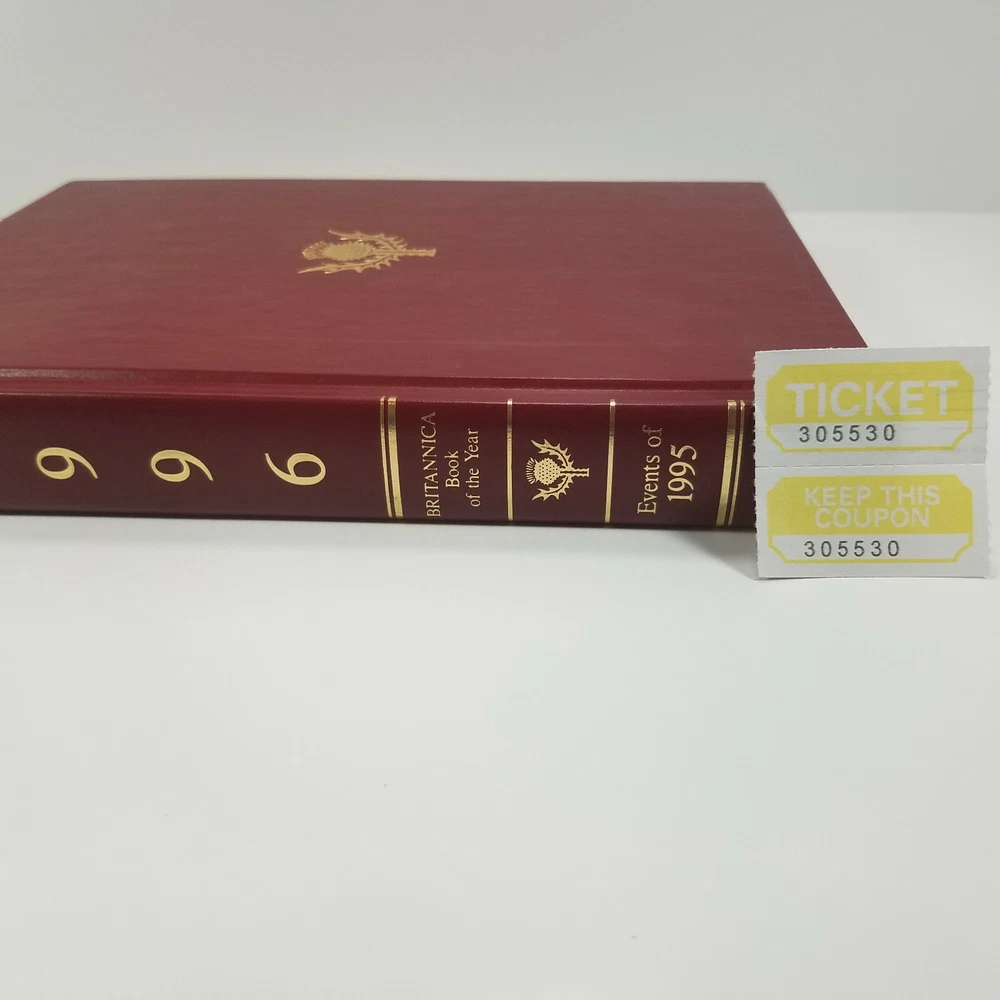 9
9
6
BRITANNICA
Book
of the Year
Events of
1995
TICKET
305530
KEEP THIS
COUPON
305530